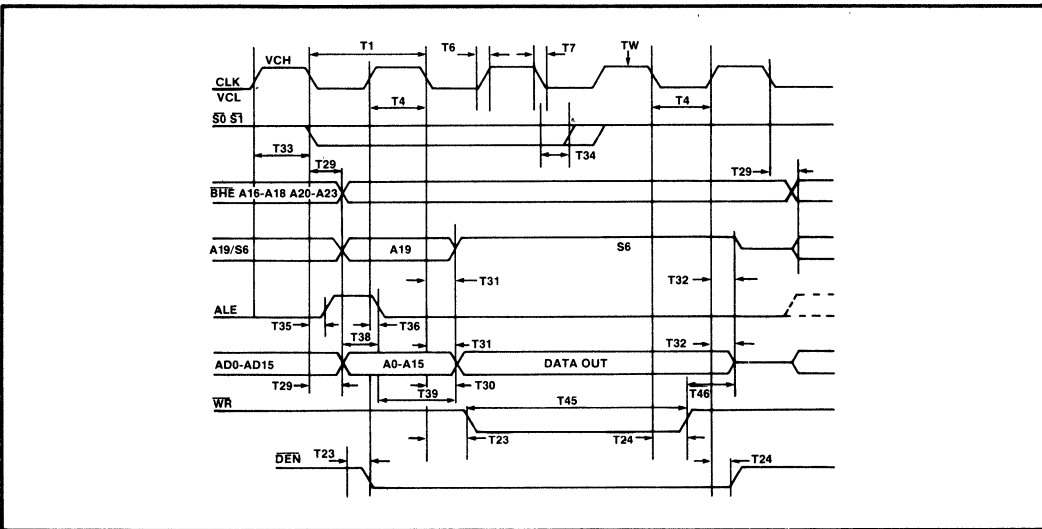 VCH T1 T6 T7 TW
CLK
VCL
T4 T4
S0 S1
T33 T34
T29 T29
BHE A16-A18 A20-A23
A19/S6 A19 S6
T31 T32
ALE
T35 T36
T38
T31 T32
AD0-AD15 A0-A15 DATA OUT
T29 T30
T39 T46
WR T45
T23 T24
T23 T24
DEN